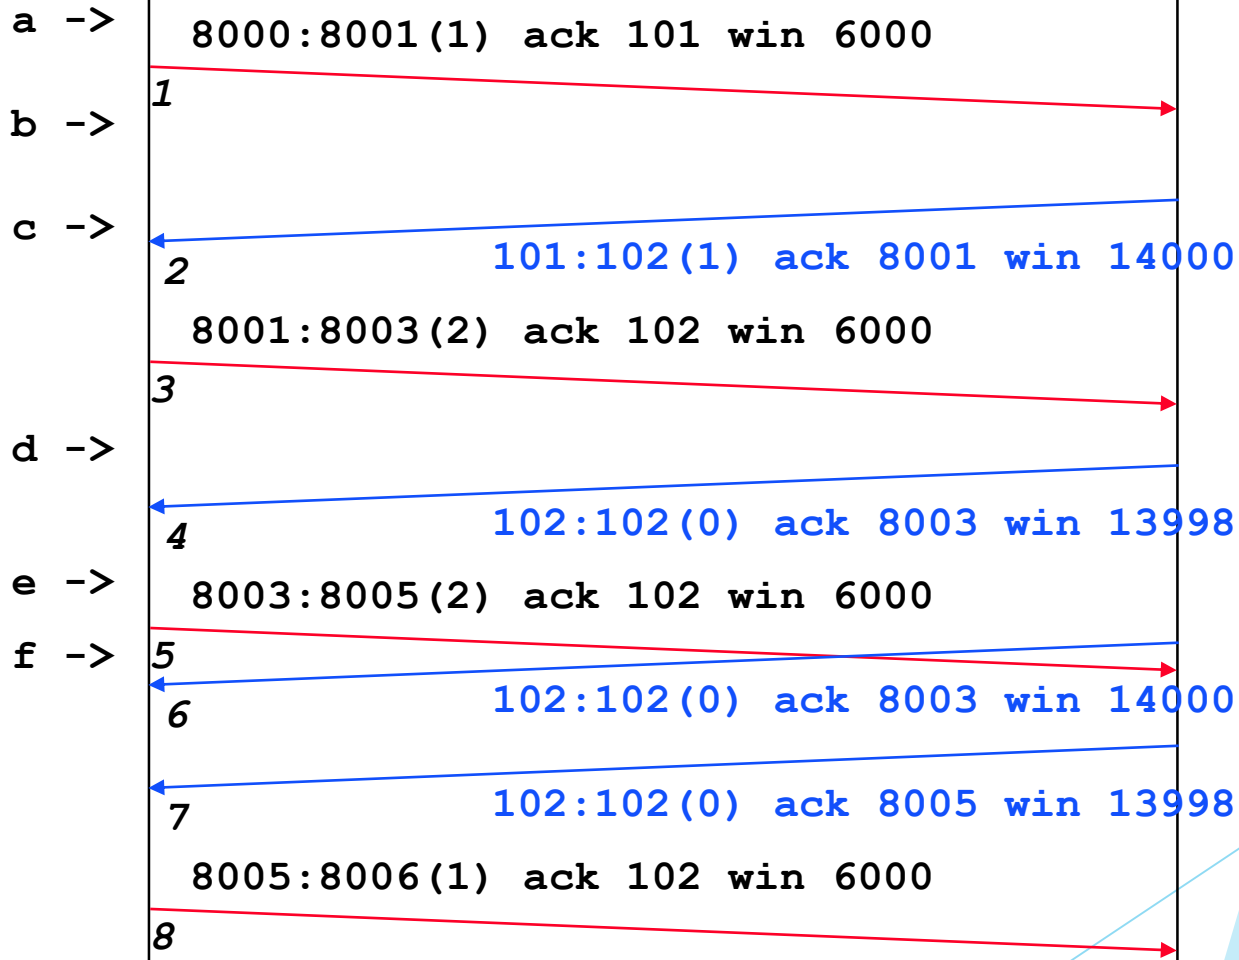 a ->
8000:8001(1) ack 101 win 6000
1
b ->
c ->
101:102(1) ack 8001 win 14000
2
8001:8003(2) ack 102 win 6000
3
d ->
102:102(0) ack 8003 win 13998
4
e ->
8003:8005(2) ack 102 win 6000
f ->
5
102:102(0) ack 8003 win 14000
6
102:102(0) ack 8005 win 13998
7
8005:8006(1) ack 102 win 6000
8